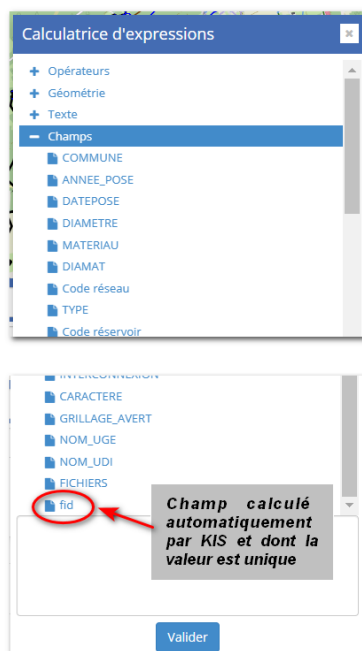 Calculatrice d'expressions
×
+ Opérateurs
+ Géométrie
+ Texte
− Champs
COMMUNE
ANNEE_POSE
DATEPOSE
DIAMETRE
MATERIAU
DIAMAT
Code réseau
TYPE
Code réservoir
INTERCONNEXION
CARACTERE
GRILLAGE_AVERT
NOM_UGE
NOM_UDI
FICHIERS
fid
Champ calculé
automatiquement
par KIS et dont la
valeur est unique
Valider